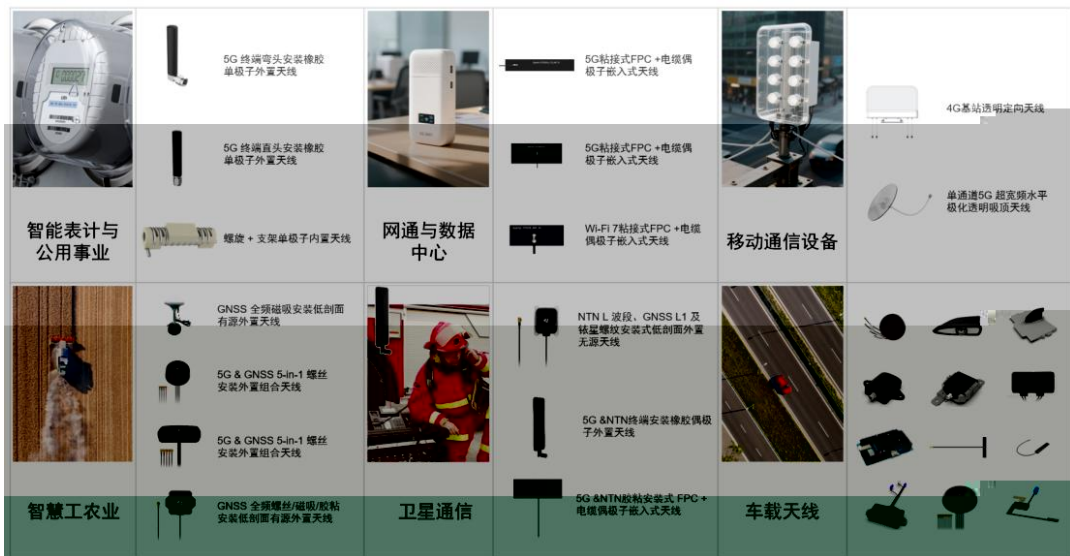 5G 终端弯头安装橡胶
单极子外置天线
5G 终端直头安装橡胶
单极子外置天线
螺旋 + 支架单极子内置天线
智能表计与
公用事业
5G粘接式FPC +电缆偶
极子嵌入式天线
5G粘接式FPC +电缆偶
极子嵌入式天线
Wi-Fi 7粘接式FPC +电缆
偶极子嵌入式天线
网通与数据
中心
4G基站透明定向天线
单通道5G 超宽频水平
极化透明吸顶天线
移动通信设备
GNSS 全频磁吸安装低剖面
有源外置天线
5G & GNSS 5-in-1 螺丝
安装外置组合天线
5G & GNSS 5-in-1 螺丝
安装外置组合天线
GNSS 全频螺丝/磁吸/胶粘
安装低剖面有源外置天线
智慧工农业
NTN L 波段、GNSS L1 及
铱星螺纹安装式低剖面外置
无源天线
5G &NTN终端安装橡胶偶极
子外置天线
5G &NTN胶粘安装式 FPC +
电缆偶极子嵌入式天线
卫星通信
车载天线